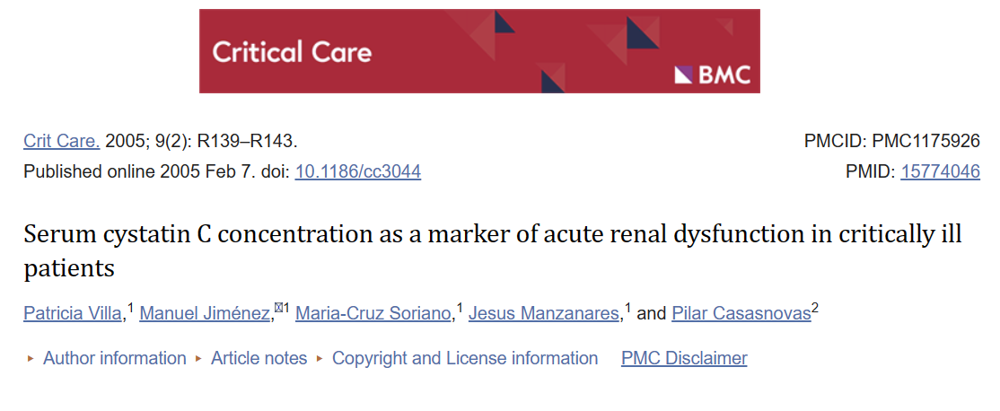 Critical Care
BMC
Crit Care. 2005; 9(2): R139–R143.
PMCID: PMC1175926
Published online 2005 Feb 7. doi: 10.1186/cc3044
PMID: 15774046
Serum cystatin C concentration as a marker of acute renal dysfunction in critically ill
patients
Patricia Villa,1 Manuel Jiménez,1 Maria-Cruz Soriano,1 Jesus Manzanares,1 and Pilar Casasnovas2
Author information Article notes Copyright and License information PMC Disclaimer